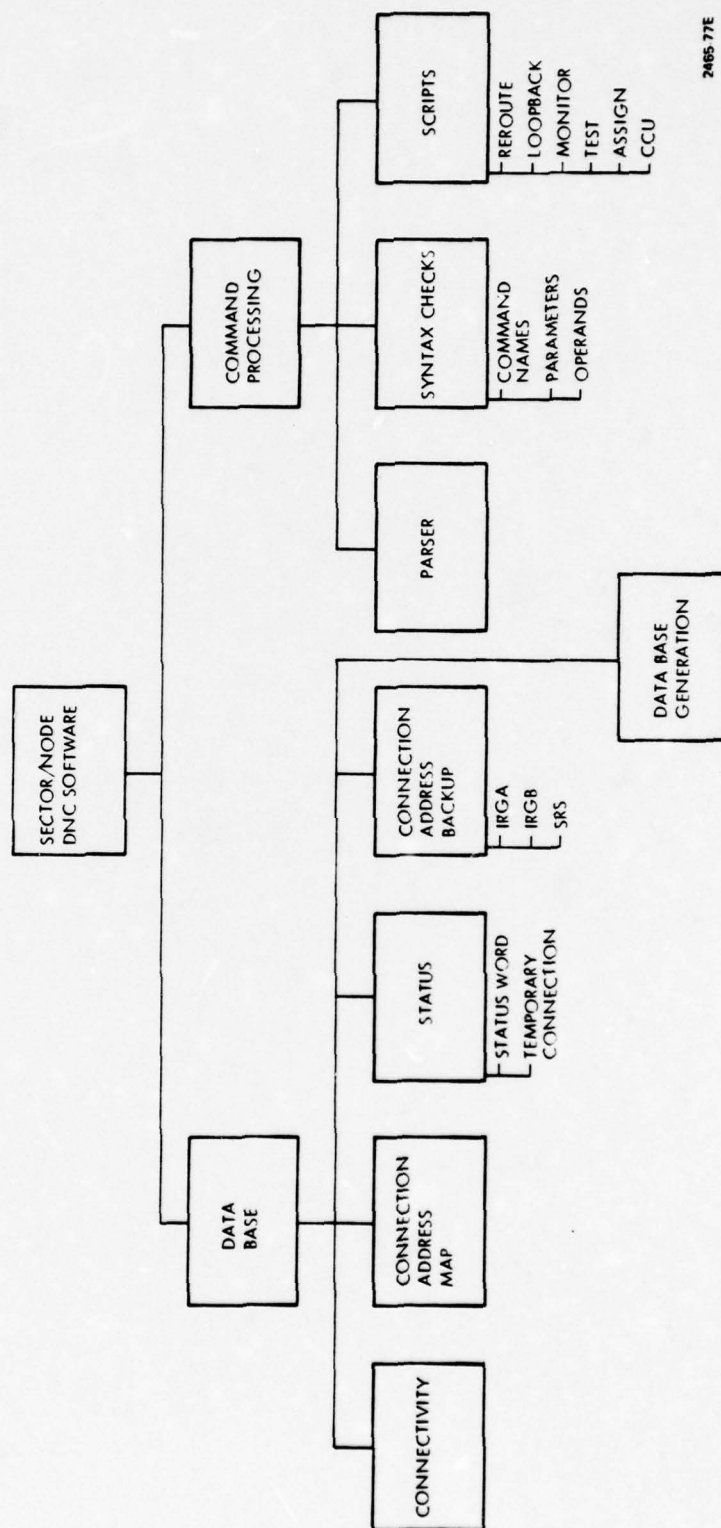 SECTOR/NODE
DNC SOFTWARE
DATA
BASE
COMMAND
PROCESSING
CONNECTIVITY
CONNECTION
ADDRESS
MAP
STATUS
STATUS WORD
TEMPORARY
CONNECTION
CONNECTION
ADDRESS
BACKUP
IRGA
IRGB
SRS
DATA BASE
GENERATION
PARSER
SYNTAX CHECKS
COMMAND
NAMES
PARAMETERS
OPERANDS
SCRIPTS
REROUTE
LOOPBACK
MONITOR
TEST
ASSIGN
CCU
2465-77E